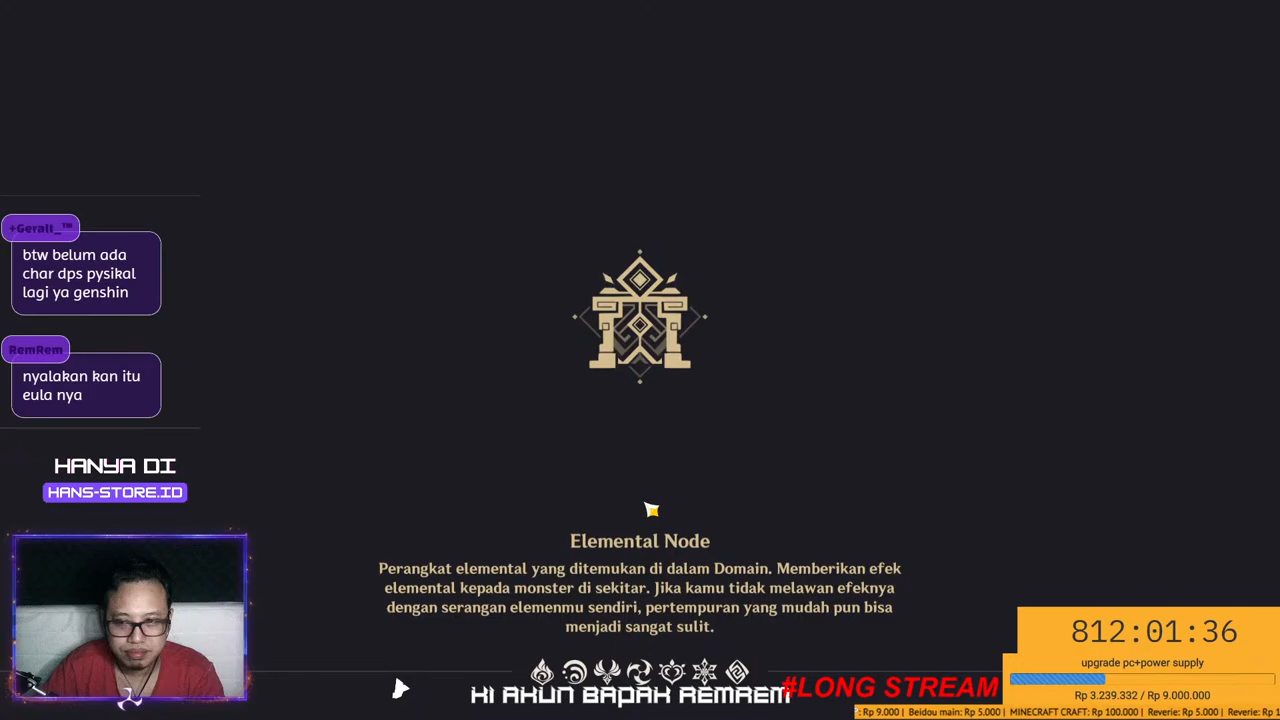 +Geralt_™
btw belum ada
char dps pysikal
lagi ya genshin
RemRem
nyalakan kan itu
eula nya
HANYA DI
HANS-STORE.ID
Elemental Node
Perangkat elemental yang ditemukan di dalam Domain. Memberikan efek
elemental kepada monster di sekitar. Jika kamu tidak melawan efeknya
dengan serangan elemenmu sendiri, pertempuran yang mudah pun bisa
menjadi sangat sulit.
KI AKUN BAPAK REMREM
#LONG STREAM
812:01:36
upgrade pc+power supply
Rp 3.239.332 / Rp 9.000.000
: Rp 9.000 | Beidou main: Rp 5.000 | MINECRAFT CRAFT: Rp 100.000 | Reverie: Rp 5.000 | Reverie: Rp 1